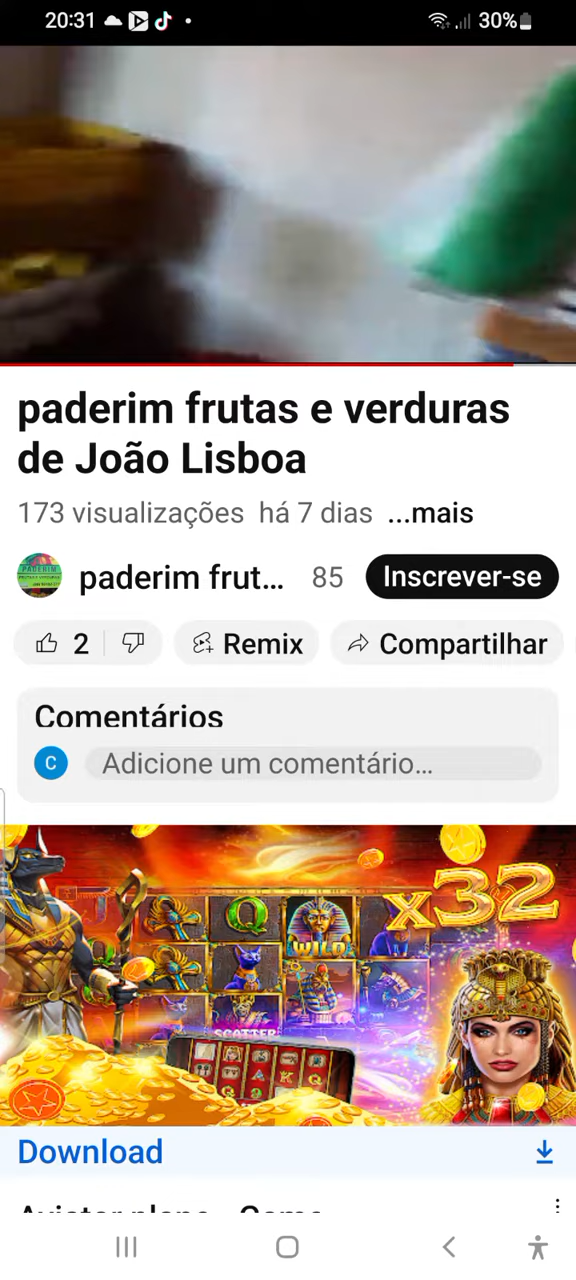 20:31
30%
paderim frutas e verduras
de João Lisboa
173 visualizações há 7 dias ...mais
PADERIM
paderim frut... 85 Inscrever-se
2 Remix Compartilhar
Comentários
C Adicione um comentário...
x32
Q
WILD
SCATTER
K
Q
Download